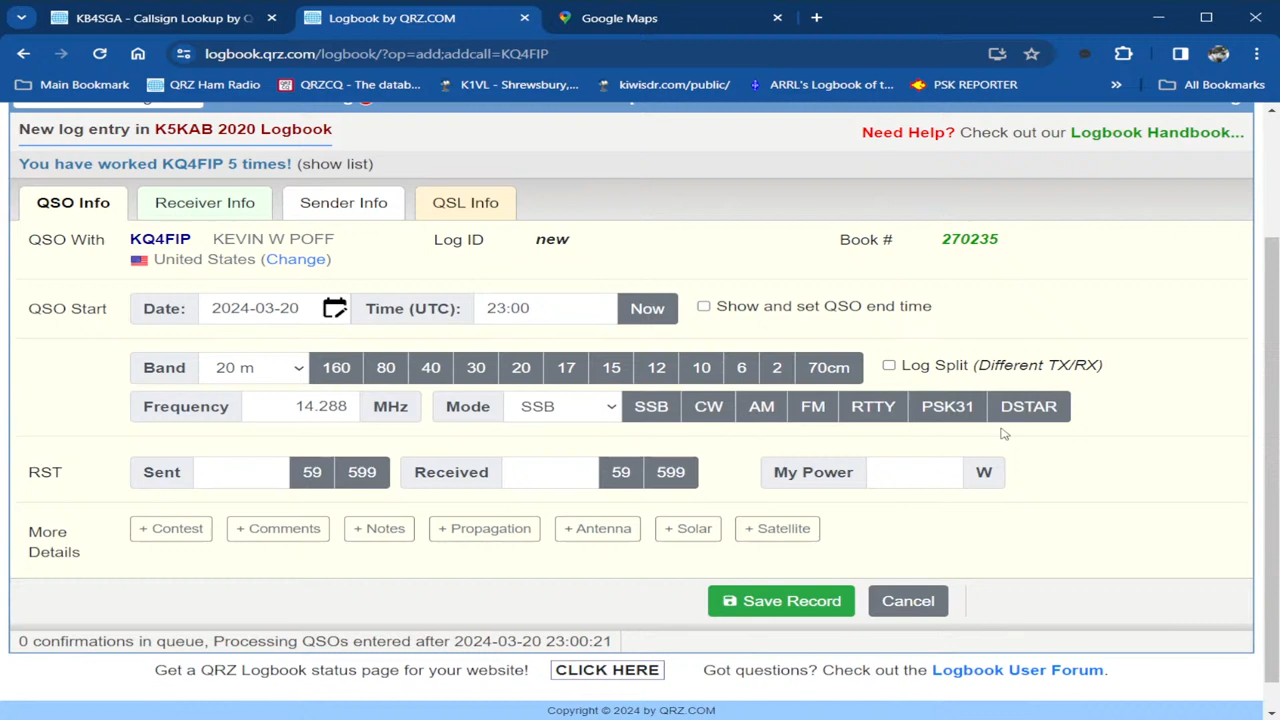 KB4SGA - Callsign Lookup by Q
Logbook by QRZ.COM
Google Maps
logbook.qrz.com/logbook/?op=add;addcall=KQ4FIP
Main Bookmark
QRZ Ham Radio
QRZCQ - The datab...
K1VL - Shrewsbury,...
kiwisdr.com/public/
ARRL's Logbook of t...
PSK REPORTER
All Bookmarks
New log entry in K5KAB 2020 Logbook
Need Help? Check out our Logbook Handbook...
You have worked KQ4FIP 5 times! (show list)
QSO Info
Receiver Info
Sender Info
QSL Info
QSO With KQ4FIP KEVIN W POFF Log ID new Book # 270235
United States (Change)
QSO Start Date: 2024-03-20 Time (UTC): 23:00 Now Show and set QSO end time
Band 20 m 160 80 40 30 20 17 15 12 10 6 2 70cm Log Split (Different TX/RX)
Frequency 14.288 MHz Mode SSB SSB CW AM FM RTTY PSK31 DSTAR
RST Sent 59 599 Received 59 599 My Power W
More Details
+ Contest + Comments + Notes + Propagation + Antenna + Solar + Satellite
Save Record Cancel
0 confirmations in queue, Processing QSOs entered after 2024-03-20 23:00:21
Get a QRZ Logbook status page for your website! CLICK HERE Got questions? Check out the Logbook User Forum.
Copyright © 2024 by QRZ.COM